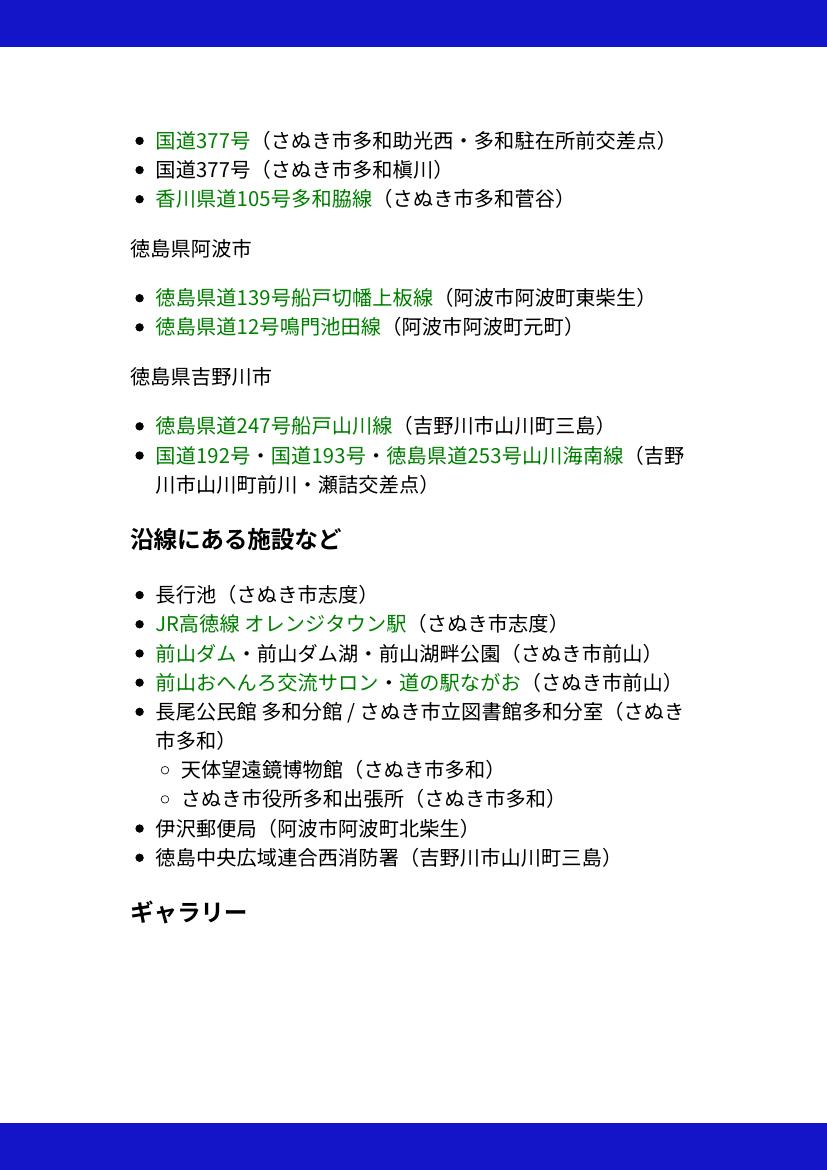 国道377号（さぬき市多和助光西・多和駐在所前交差点）
国道377号（さぬき市多和槇川）
香川県道105号多和脇線（さぬき市多和菅谷）
徳島県阿波市
徳島県道139号船戸切幡上板線（阿波市阿波町東柴生）
徳島県道12号鳴門池田線（阿波市阿波町元町）
徳島県吉野川市
徳島県道247号船戸山川線（吉野川市山川町三島）
国道192号・国道193号・徳島県道253号山川海南線（吉野
川市山川町前川・瀬詰交差点）
沿線にある施設など
長行池（さぬき市志度）
JR高徳線 オレンジタウン駅（さぬき市志度）
前山ダム・前山ダム湖・前山湖畔公園（さぬき市前山）
前山おへんろ交流サロン・道の駅ながお（さぬき市前山）
長尾公民館 多和分館 / さぬき市立図書館多和分室（さぬき
市多和）
天体望遠鏡博物館（さぬき市多和）
さぬき市役所多和出張所（さぬき市多和）
伊沢郵便局（阿波市阿波町北柴生）
徳島中央広域連合西消防署（吉野川市山川町三島）
ギャラリー